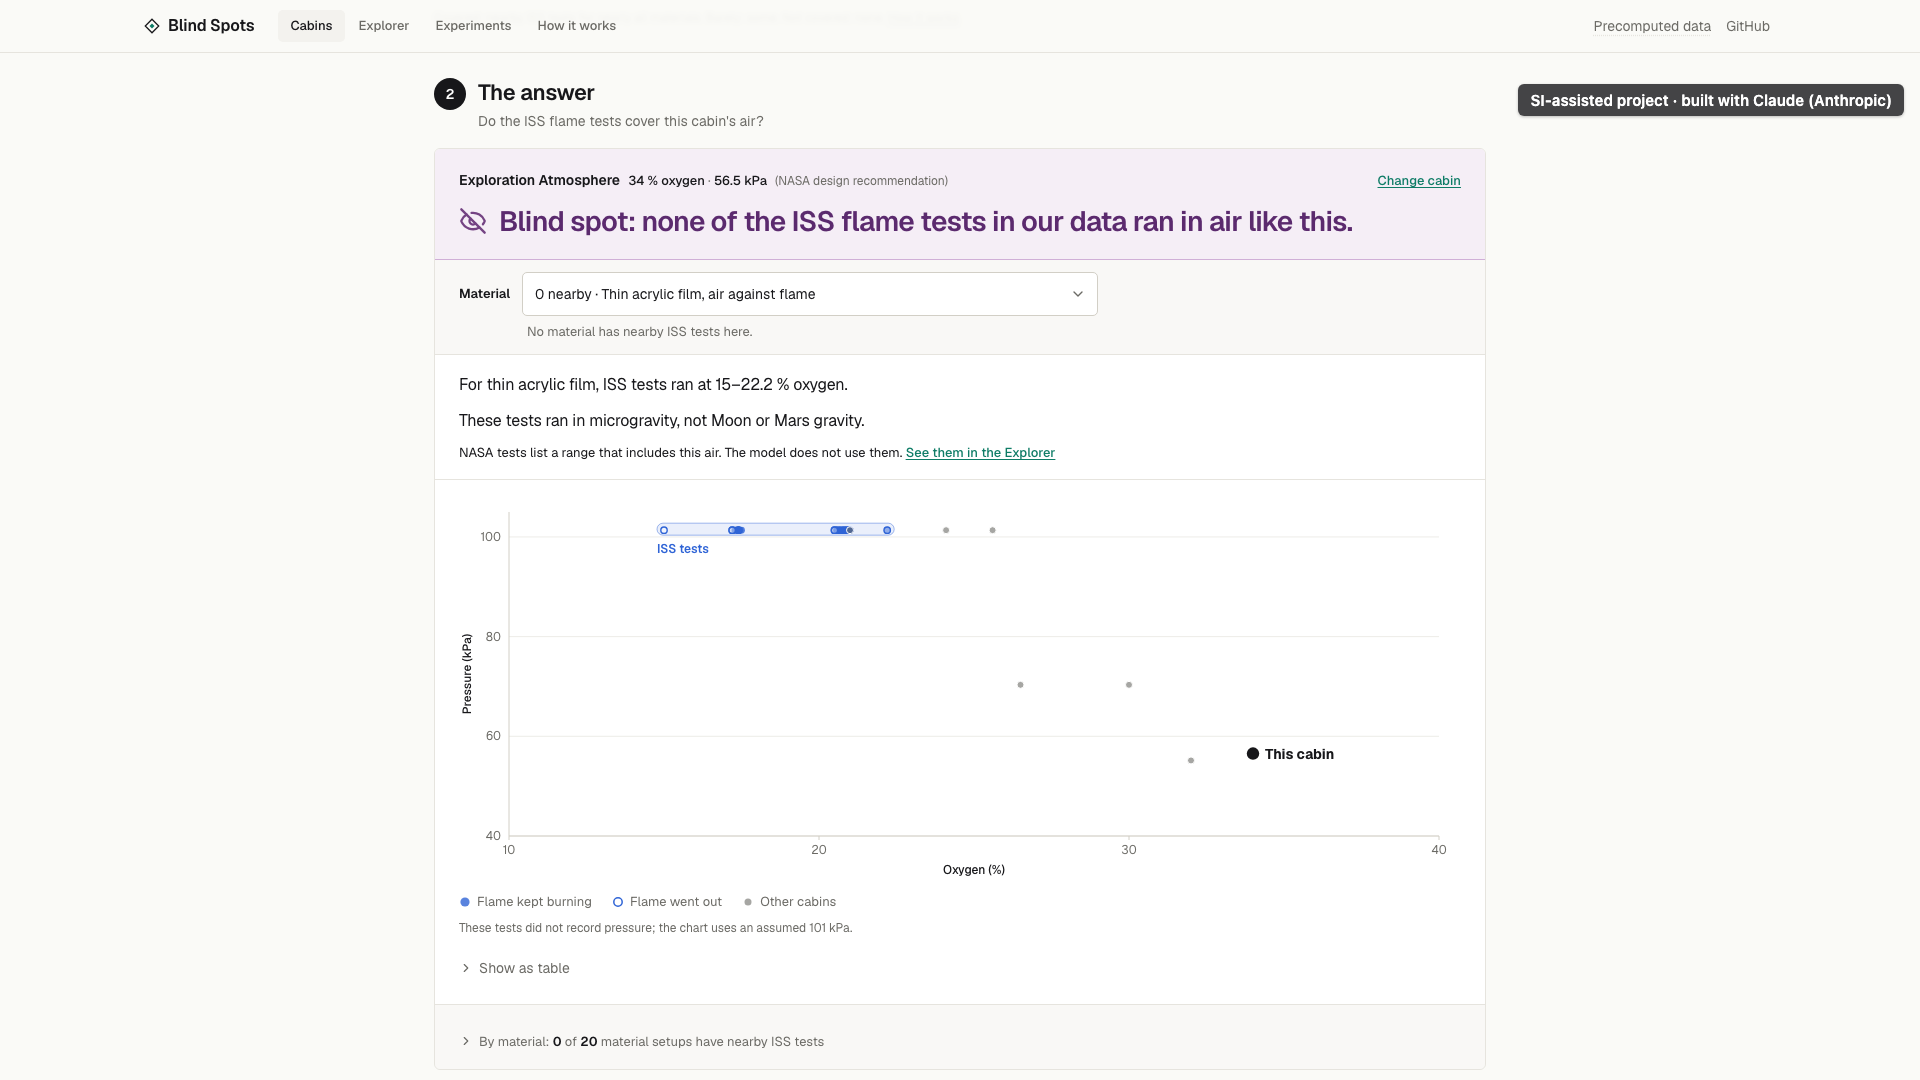 Blind Spots
Cabins
Explorer
Experiments
How it works
Precomputed data
GitHub
2
The answer
Do the ISS flame tests cover this cabin's air?
SI-assisted project · built with Claude (Anthropic)
Exploration Atmosphere 34 % oxygen · 56.5 kPa (NASA design recommendation)
Change cabin
Blind spot: none of the ISS flame tests in our data ran in air like this.
Material
0 nearby · Thin acrylic film, air against flame
No material has nearby ISS tests here.
For thin acrylic film, ISS tests ran at 15–22.2 % oxygen.
These tests ran in microgravity, not Moon or Mars gravity.
NASA tests list a range that includes this air. The model does not use them. See them in the Explorer
100
ISS tests
80
Pressure (kPa)
60
This cabin
40
10
20
30
40
Oxygen (%)
Flame kept burning
Flame went out
Other cabins
These tests did not record pressure; the chart uses an assumed 101 kPa.
Show as table
By material: 0 of 20 material setups have nearby ISS tests